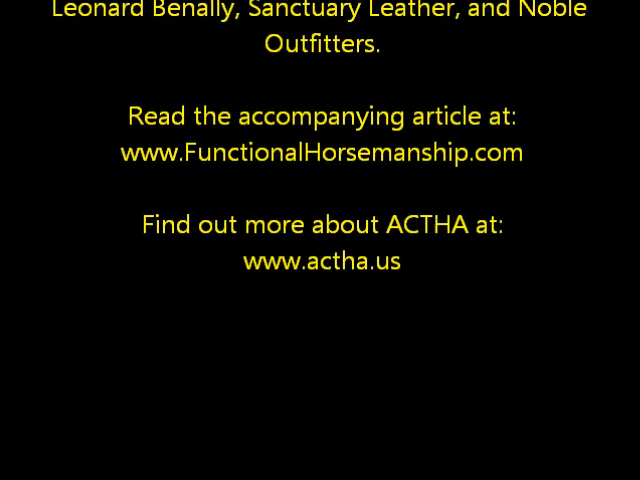 Leonard Benally, Sanctuary Leather, and Noble
Outfitters.
Read the accompanying article at:
www.FunctionalHorsemanship.com
Find out more about ACTHA at:
www.actha.us